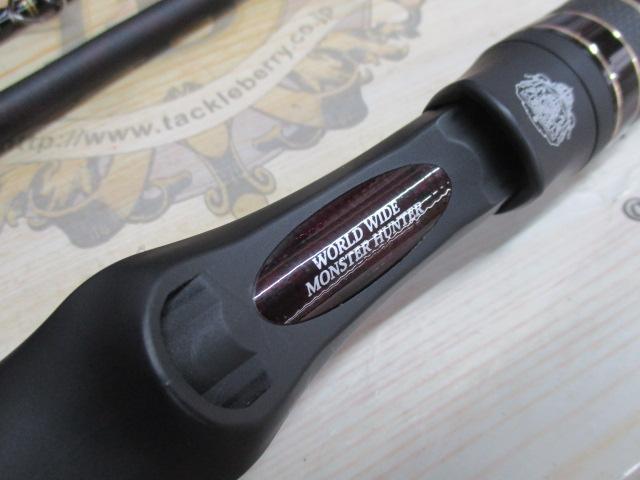 http://www.tackleberry.co.jp
WORLD WIDE
MONSTER HUNTER